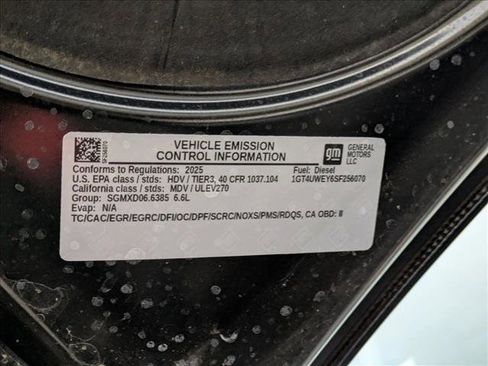 SF256070
VEHICLE EMISSION
CONTROL INFORMATION
gm GENERAL
MOTORS
LLC
Conforms to Regulations: 2025 Fuel: Diesel
U.S. EPA class / stds: HDV / TIER3, 40 CFR 1037.104 1GT4UWEY6SF256070
California class / stds: MDV / ULEV270
Group: SGMXD06.6385 6.6L
Evap: N/A
TC/CAC/EGR/EGRC/DFI/OC/DPF/SCRC/NOXS/PMS/RDQS, CA OBD: II